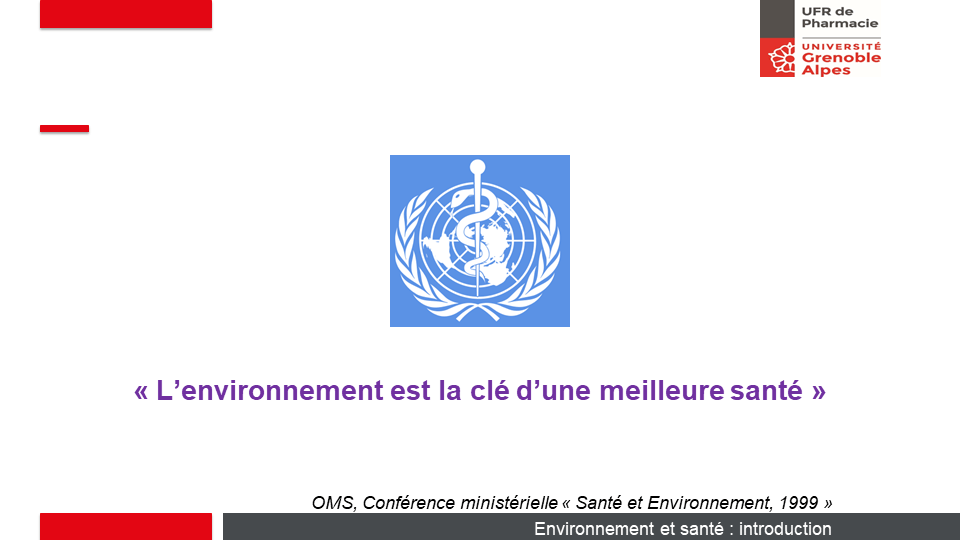 UFR de
Pharmacie
UNIVERSITÉ
Grenoble
Alpes
« L’environnement est la clé d’une meilleure santé »
OMS, Conférence ministérielle « Santé et Environnement, 1999 »
Environnement et santé : introduction